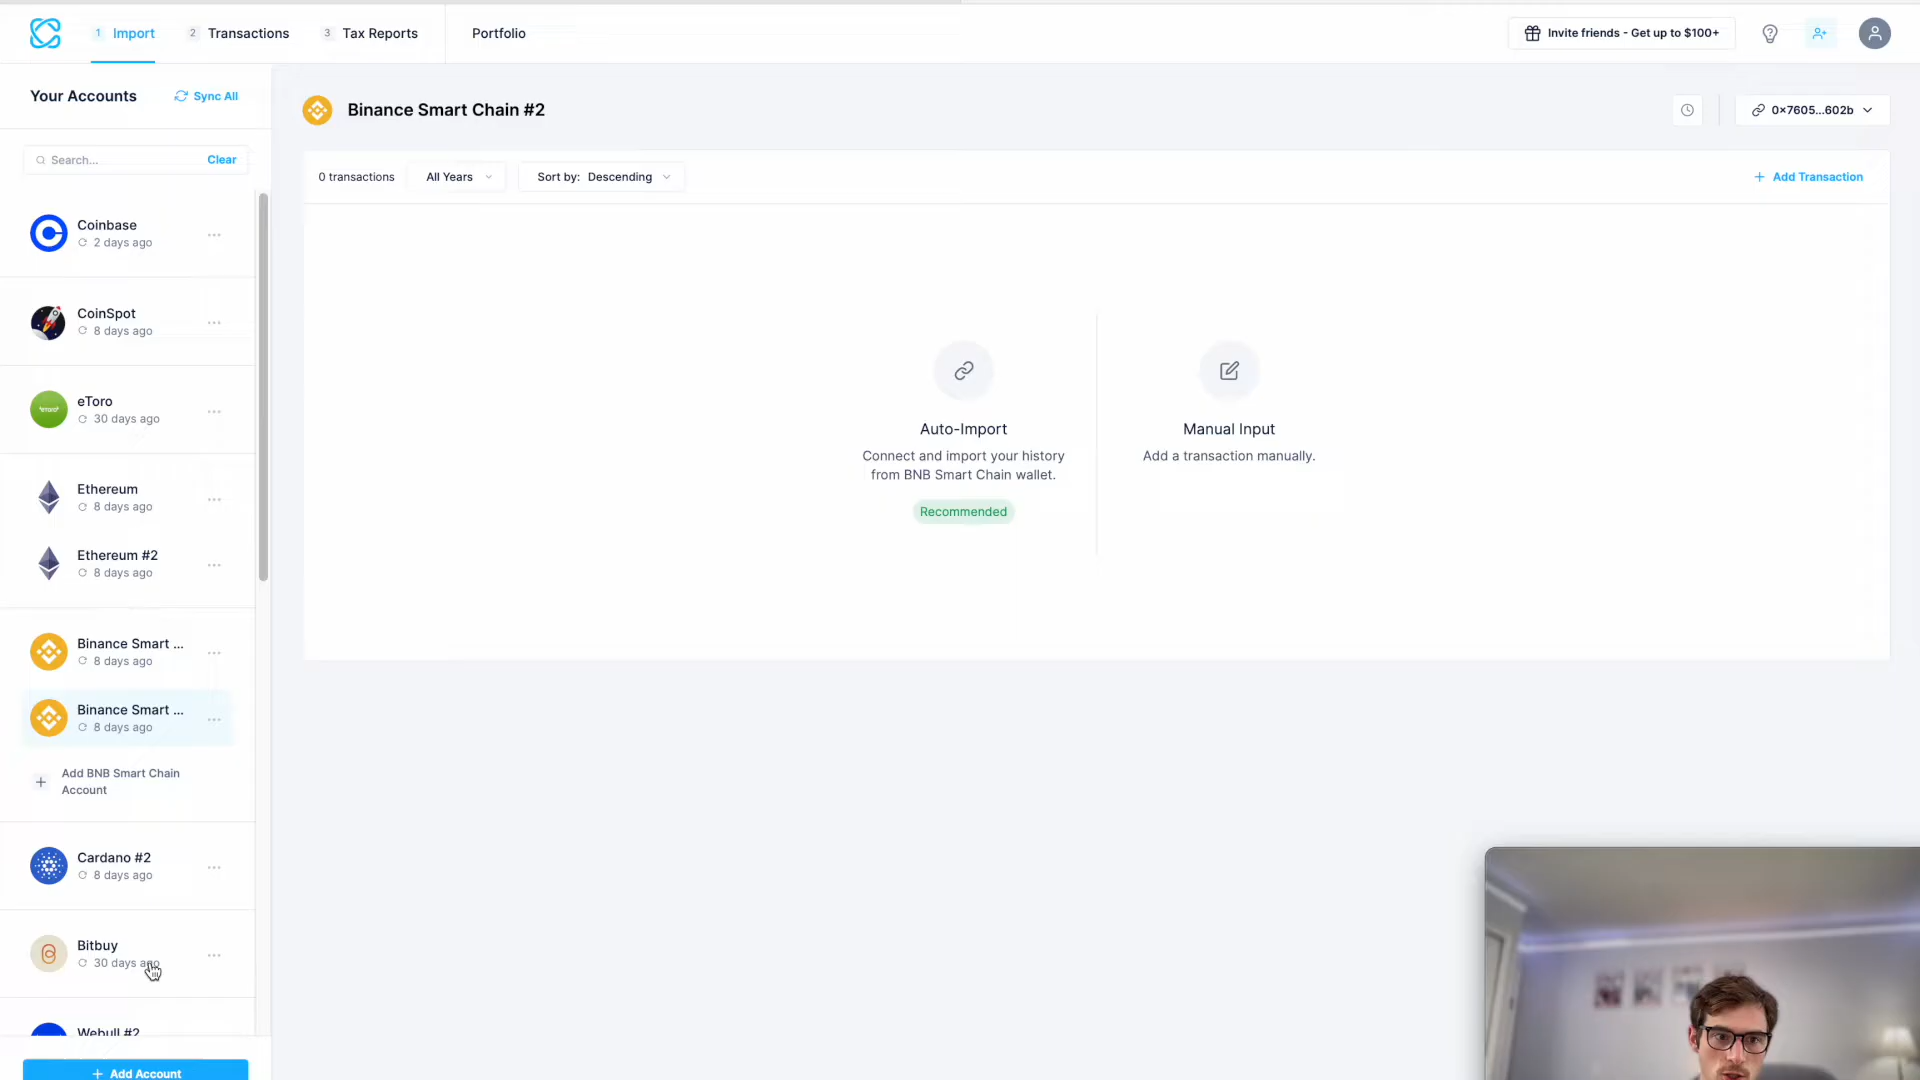 1 Import
2 Transactions
3 Tax Reports
Portfolio
Invite friends - Get up to $100+
Your Accounts
Sync All
Search...
Clear
Coinbase
2 days ago
CoinSpot
8 days ago
eToro
eToro
30 days ago
Ethereum
8 days ago
Ethereum #2
8 days ago
Binance Smart ...
8 days ago
Binance Smart ...
8 days ago
Add BNB Smart Chain
Account
Cardano #2
8 days ago
Bitbuy
30 days ago
Webull #2
Add Account
Binance Smart Chain #2
0x7605...602b
0 transactions
All Years
Sort by: Descending
Add Transaction
Auto-Import
Connect and import your history
from BNB Smart Chain wallet.
Recommended
Manual Input
Add a transaction manually.